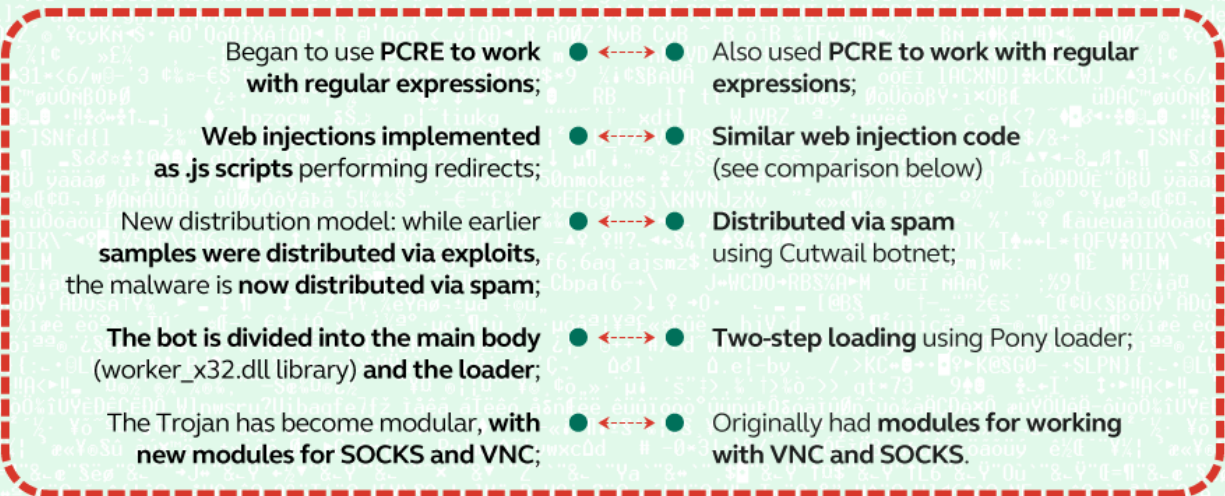 Began to use PCRE to work
with regular expressions;
Also used PCRE to work with regular
expressions;
Web injections implemented
as .js scripts performing redirects;
Similar web injection code
(see comparison below)
New distribution model: while earlier
samples were distributed via exploits,
the malware is now distributed via spam;
Distributed via spam
using Cutwail botnet;
The bot is divided into the main body
(worker_x32.dll library) and the loader;
Two-step loading using Pony loader;
The Trojan has become modular, with
new modules for SOCKS and VNC;
Originally had modules for working
with VNC and SOCKS.